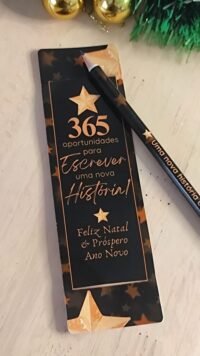 365
oportunidades
para
Escrever
uma nova
História!
Feliz Natal
& Próspero
Ano Novo
uma nova história